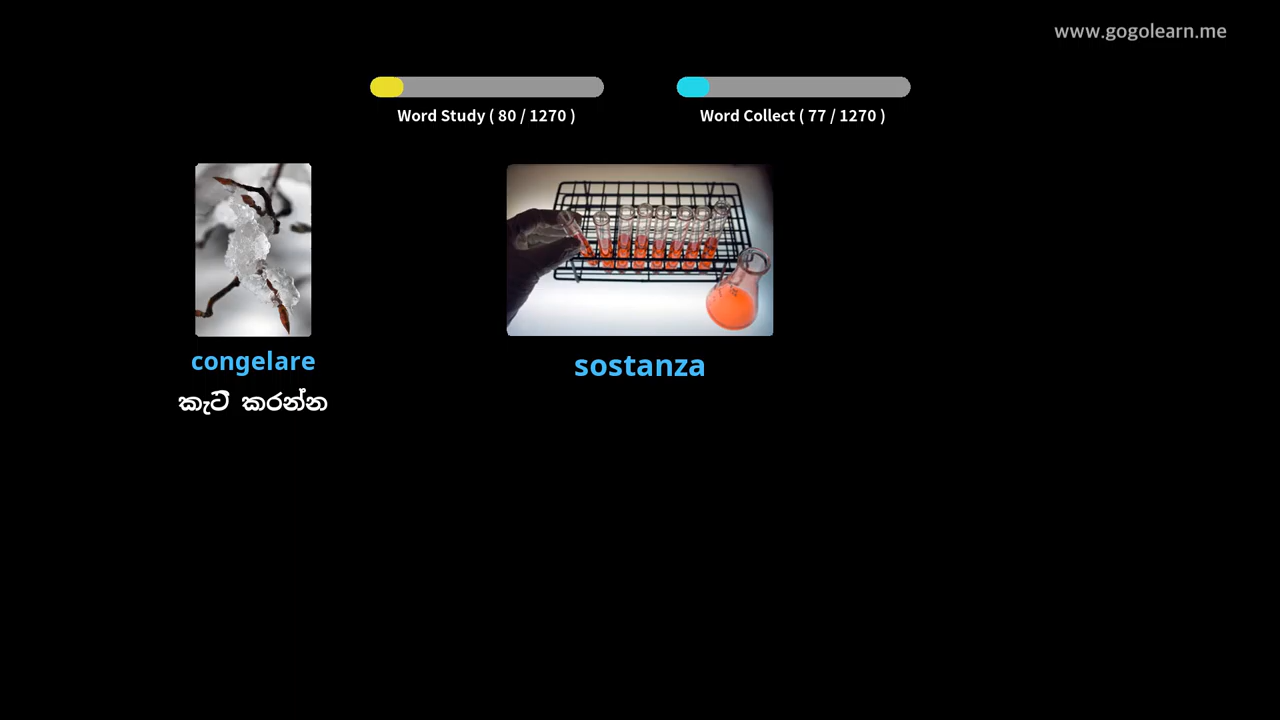 www.gogolearn.me
Word Study ( 80 / 1270 )
Word Collect ( 77 / 1270 )
congelare
කැටි කරන්න
sostanza